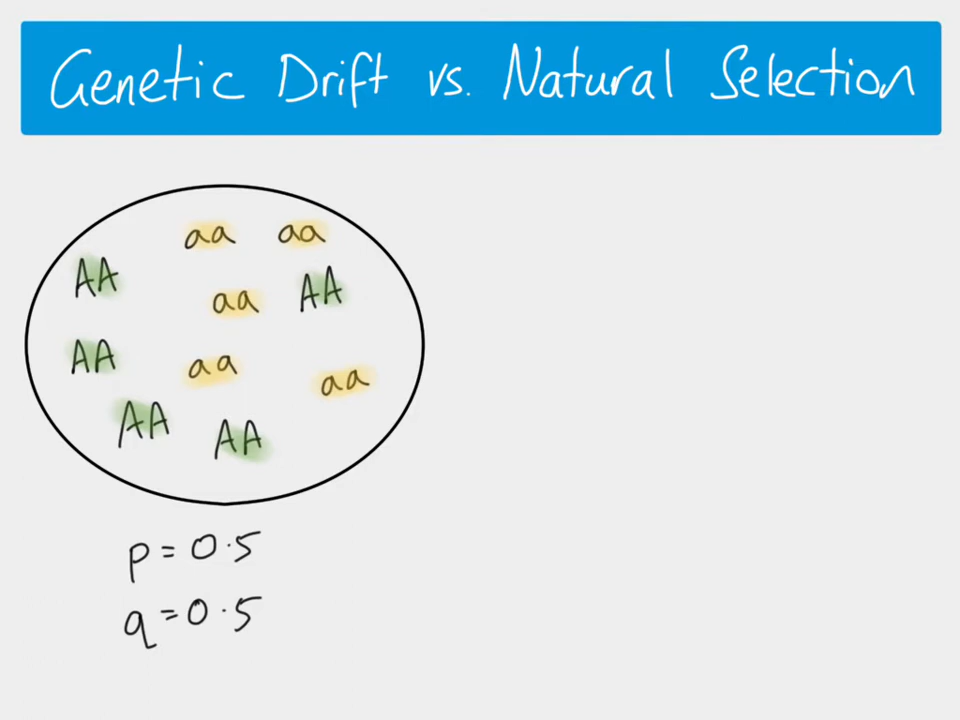 Genetic Drift vs. Natural Selection
aa aa
AA
aa AA
AA aa
aa
AA AA
p = 0.5
q = 0.5